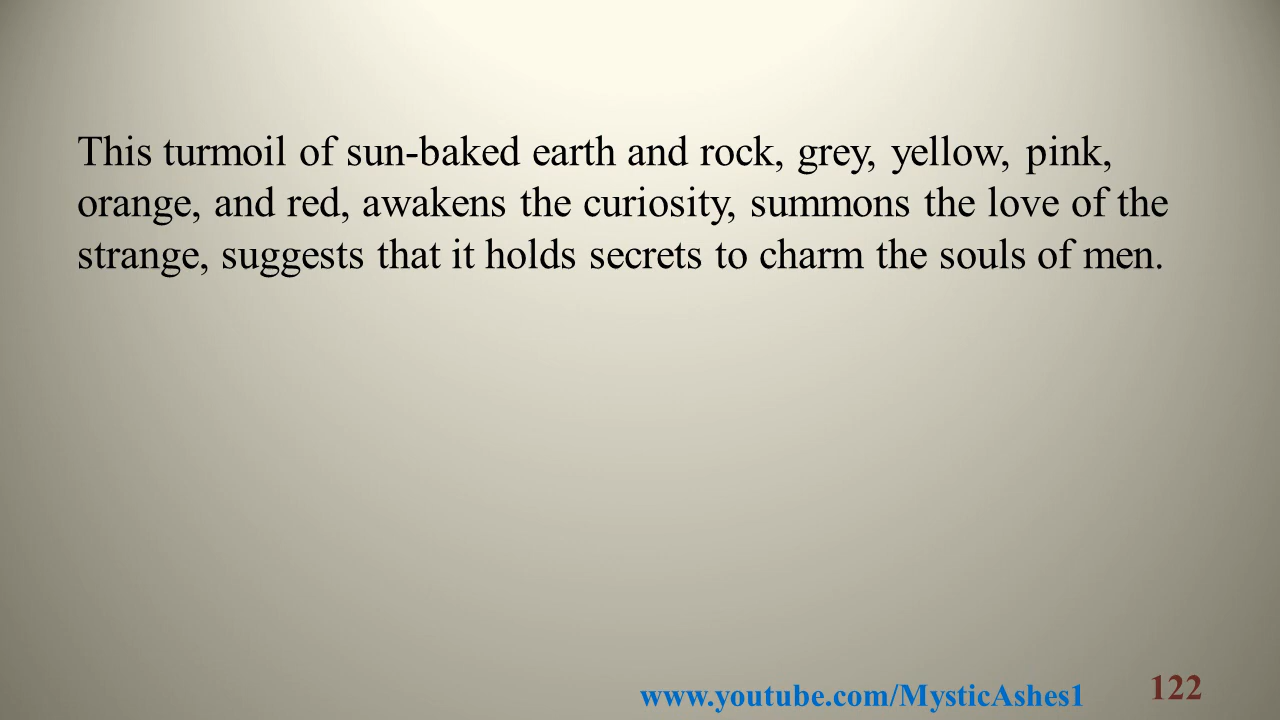 This turmoil of sun-baked earth and rock, grey, yellow, pink,
orange, and red, awakens the curiosity, summons the love of the
strange, suggests that it holds secrets to charm the souls of men.
www.youtube.com/MysticAshes1
122